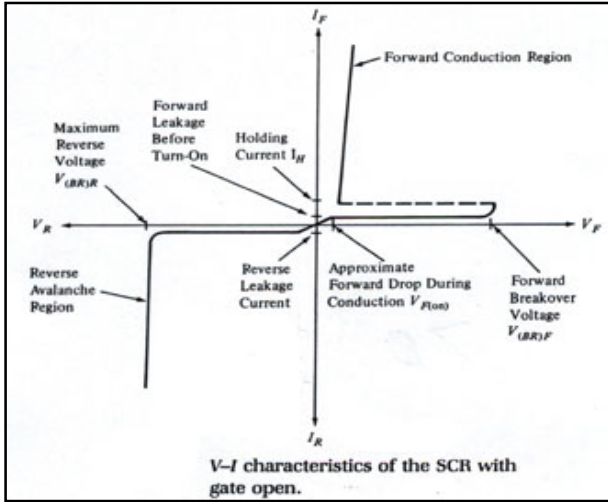 I_F
Forward Conduction Region
Forward
Leakage
Before
Turn-On
Holding
Current I_H
Maximum
Reverse
Voltage
V_(BR)R
V_R
V_F
Reverse
Avalanche
Region
Reverse
Leakage
Current
Approximate
Forward Drop During
Conduction V_F(on)
Forward
Breakover
Voltage
V_(BR)F
I_R
V–I characteristics of the SCR with
gate open.